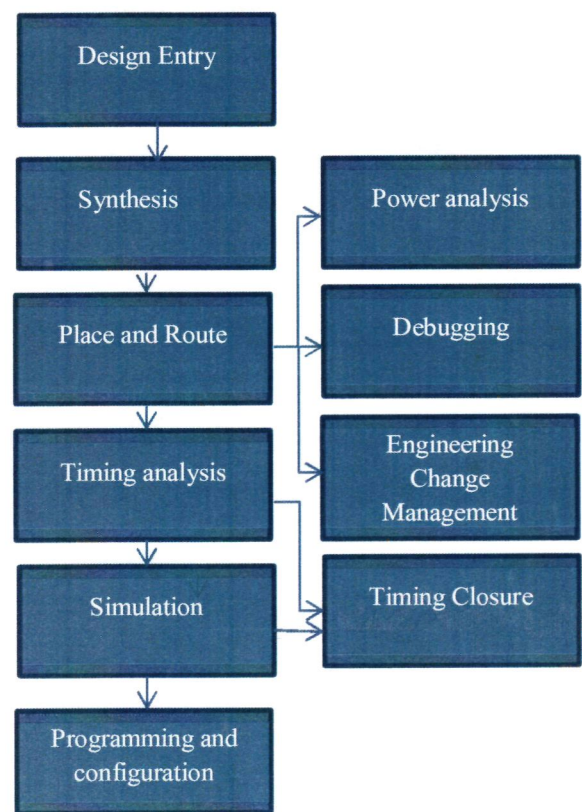 Design Entry
Synthesis
Power analysis
Place and Route
Debugging
Timing analysis
Engineering
Change
Management
Simulation
Timing Closure
Programming and
configuration